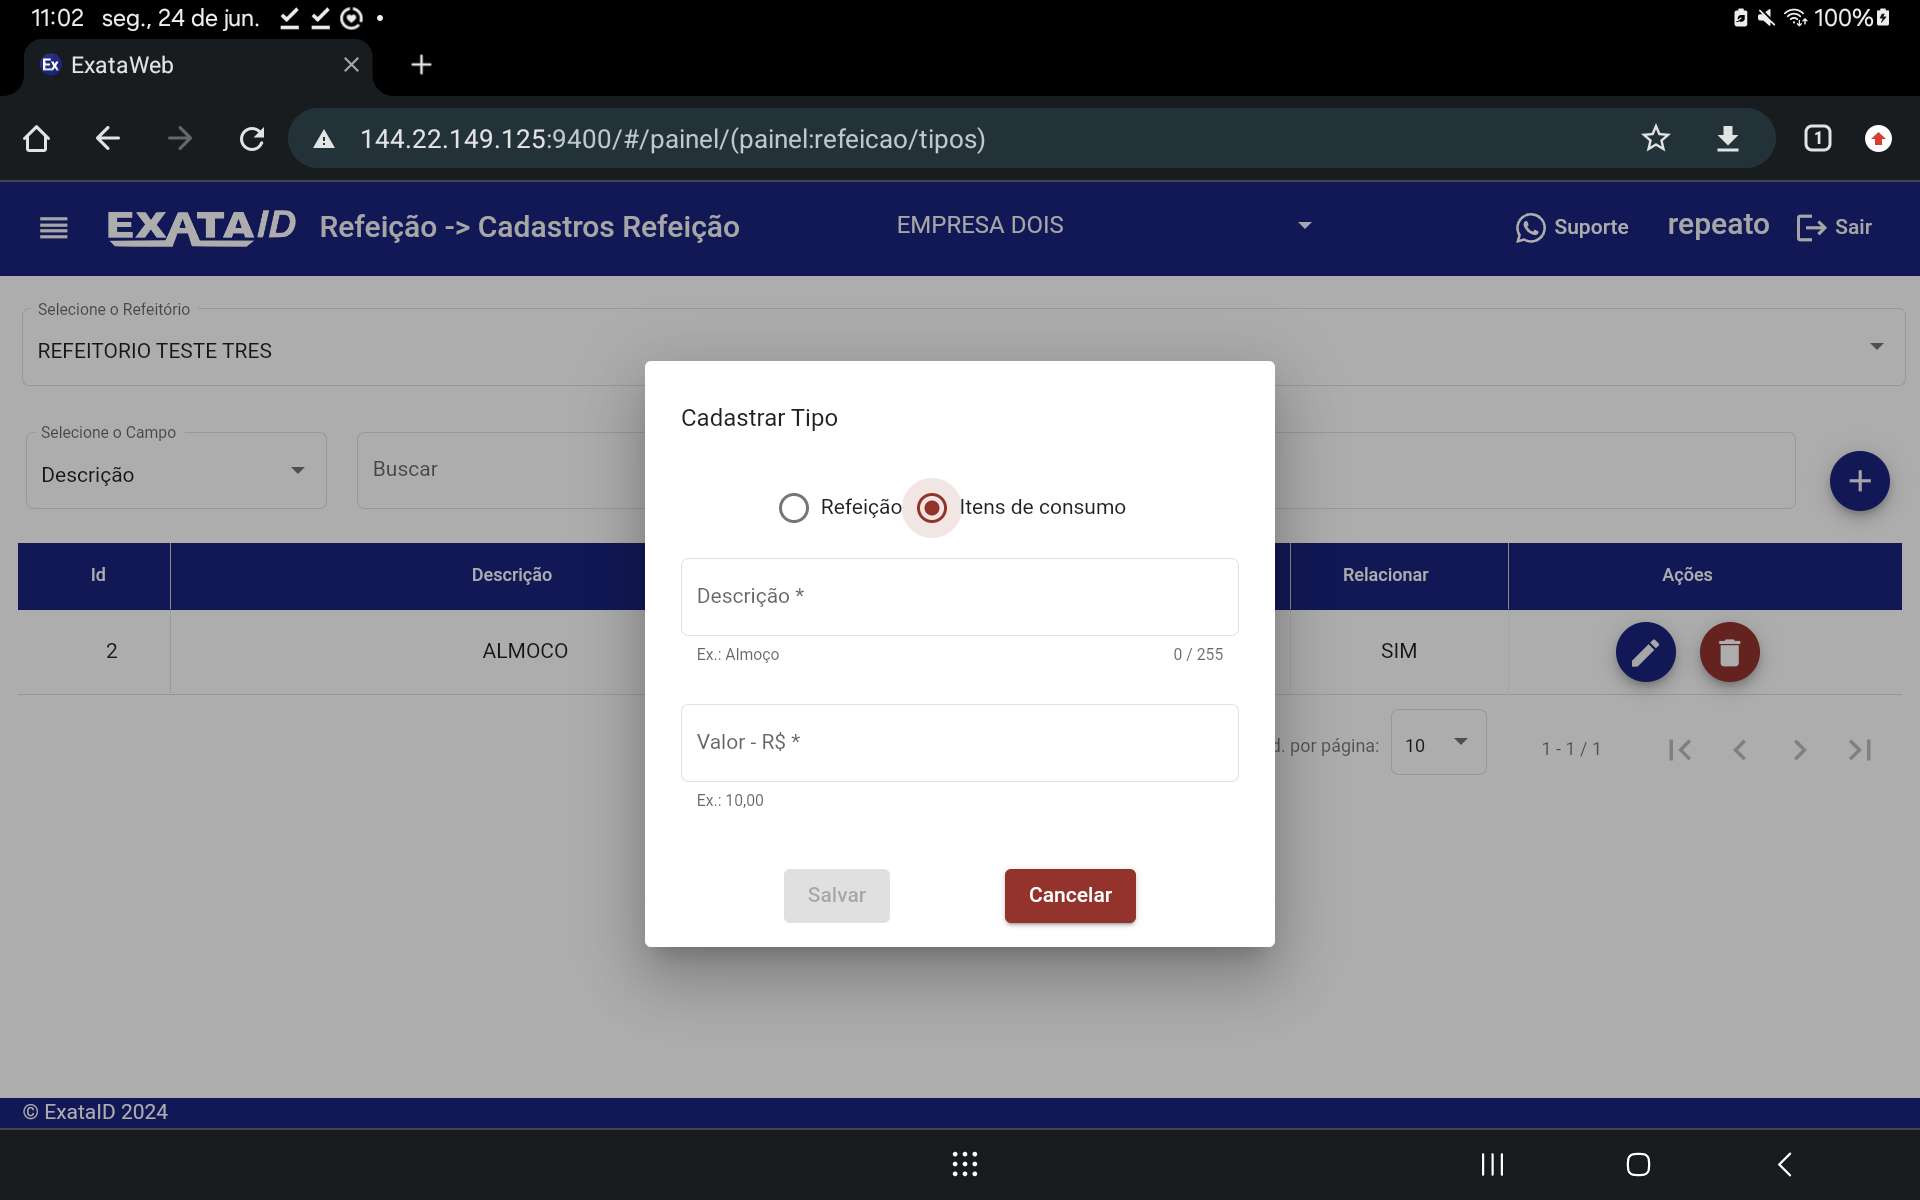 11:02 seg., 24 de jun. 100%
Ex ExataWeb
144.22.149.125:9400/#/painel/(painel:refeicao/tipos) 1
EXATAID Refeição -> Cadastros Refeição EMPRESA DOIS Suporte repeato Sair
Selecione o Refeitório
REFEITORIO TESTE TRES
Selecione o Campo
Descrição
Buscar
Id Descrição Relacionar Ações
2 ALMOCO SIM
d. por página: 10 1 - 1 / 1
Cadastrar Tipo
Refeição Itens de consumo
Descrição *
Ex.: Almoço 0 / 255
Valor - R$ *
Ex.: 10,00
Salvar Cancelar
© ExataID 2024